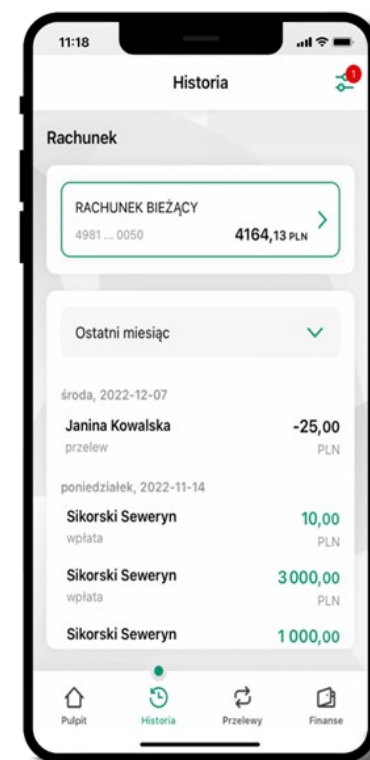 11:18
Historia
1
Rachunek
RACHUNEK BIEŻĄCY
4981 ... 0050
4164,13 PLN
Ostatni miesiąc
środa, 2022-12-07
Janina Kowalska -25,00
przelew PLN
poniedziałek, 2022-11-14
Sikorski Seweryn 10,00
wpłata PLN
Sikorski Seweryn 3 000,00
wpłata PLN
Sikorski Seweryn 1 000,00
Pulpit Historia Przelewy Finanse